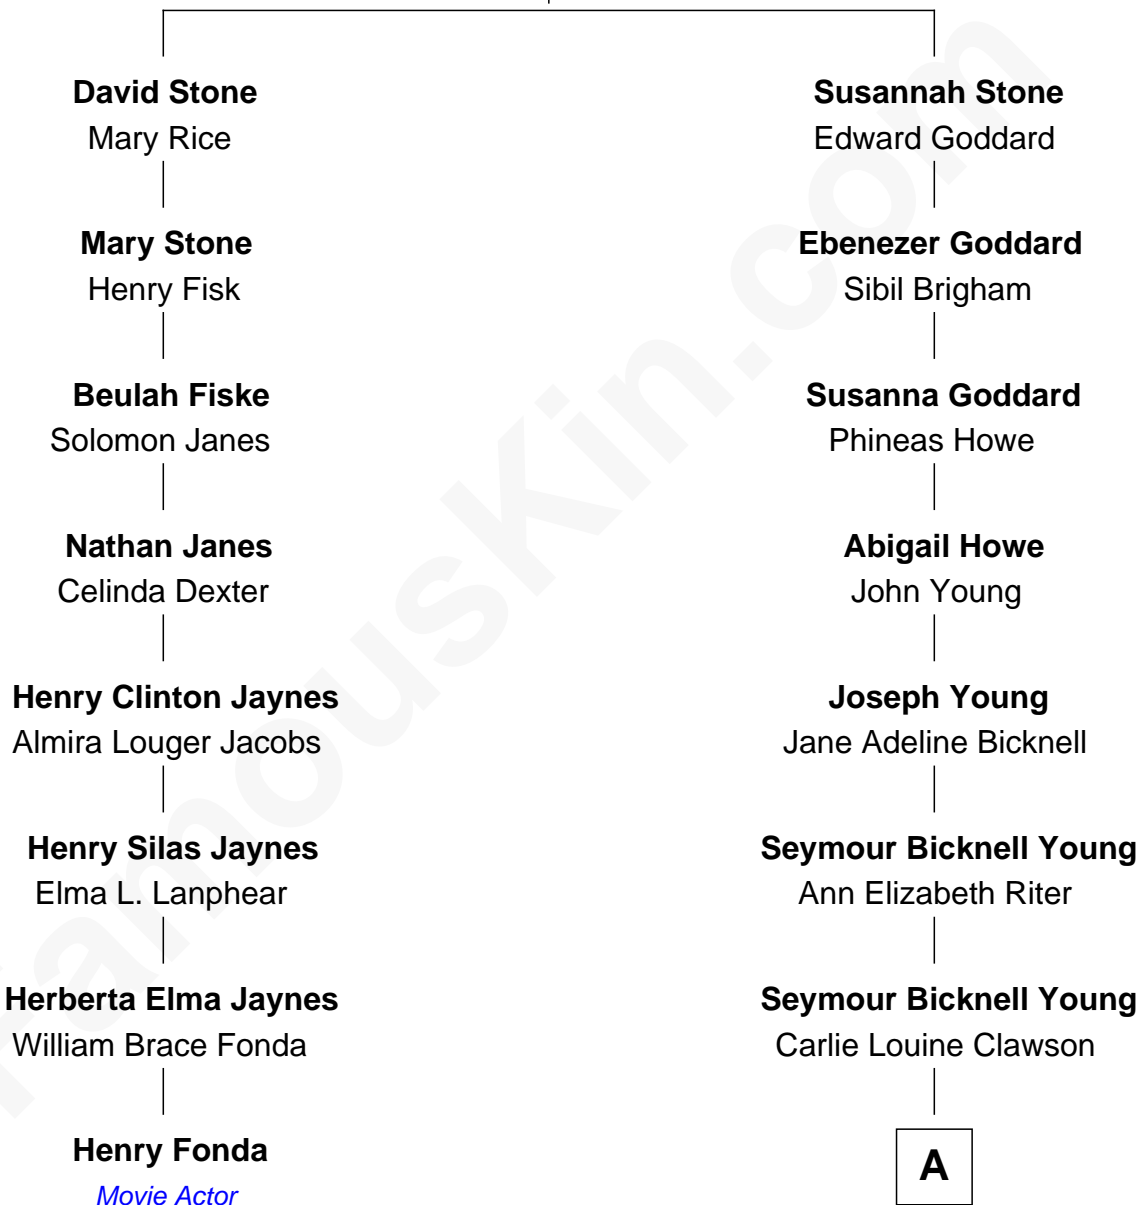 David Stone
Mary Rice
Mary Stone
Henry Fisk
Beulah Fiske
Solomon Janes
Nathan Janes
Celinda Dexter
Henry Clinton Jaynes
Almira Louger Jacobs
Henry Silas Jaynes
Elma L. Lanphear
Herberta Elma Jaynes
William Brace Fonda
Henry Fonda
Movie Actor
Susannah Stone
Edward Goddard
Ebenezer Goddard
Sibil Brigham
Susanna Goddard
Phineas Howe
Abigail Howe
John Young
Joseph Young
Jane Adeline Bicknell
Seymour Bicknell Young
Ann Elizabeth Riter
Seymour Bicknell Young
Carlie Louine Clawson
A
FamousKin.com